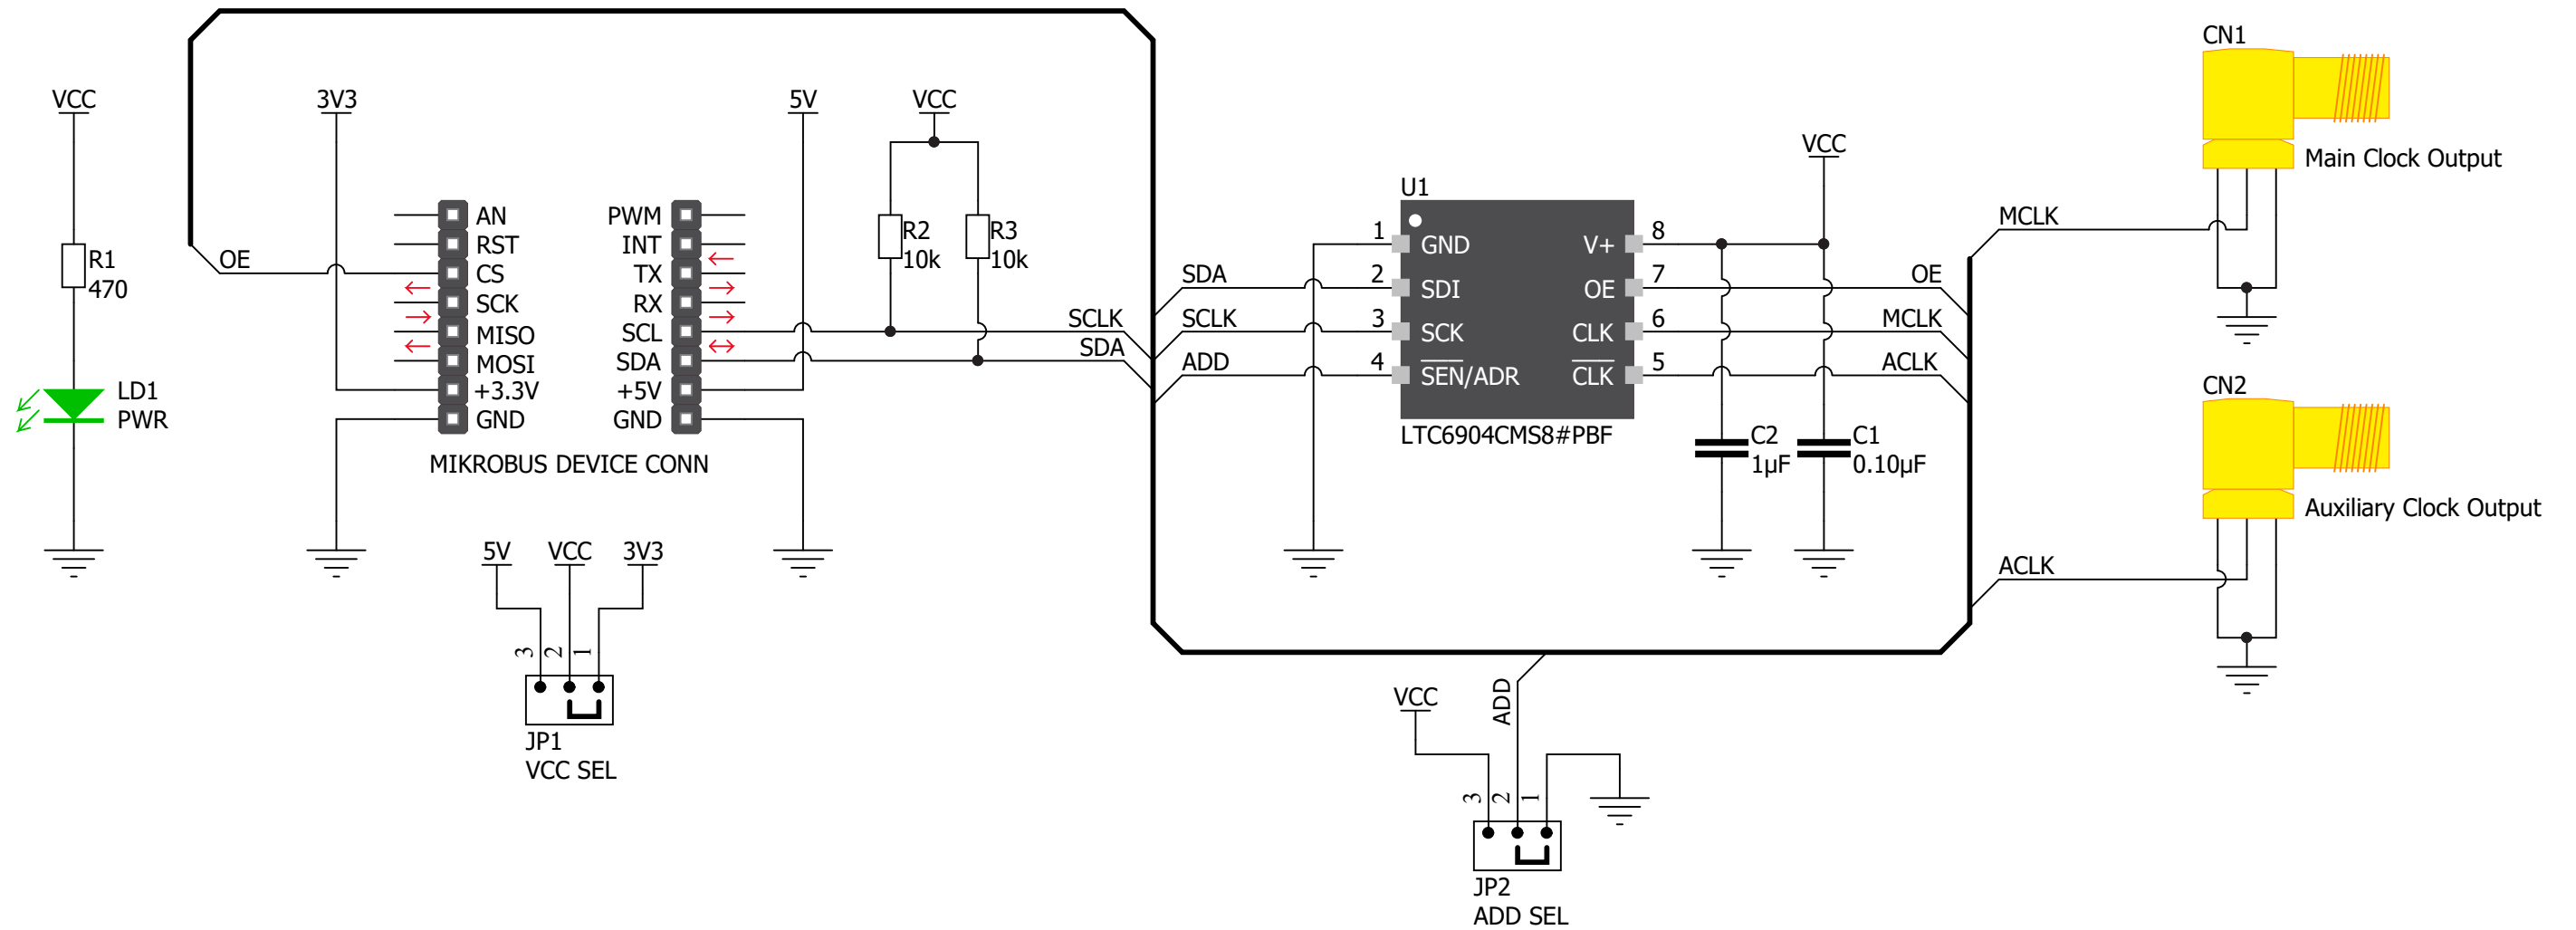 VCC
R1
470
LD1
PWR
OE
3V3
AN
RST
CS
SCK
MISO
MOSI
+3.3V
GND
PWM
INT
TX
RX
SCL
SDA
+5V
GND
MIKROBUS DEVICE CONN
5V
VCC
R2
10k
R3
10k
SCLK
SDA
5V
VCC
3V3
3
2
1
JP1
VCC SEL
SDA
SCLK
ADD
U1
1
2
3
4
GND
SDI
SCK
SEN/ADR
V+
OE
CLK
CLK
8
7
6
5
LTC6904CMS8#PBF
VCC
C2
1µF
C1
0.10µF
OE
MCLK
ACLK
VCC
ADD
3
2
1
JP2
ADD SEL
CN1
Main Clock Output
MCLK
CN2
Auxiliary Clock Output
ACLK